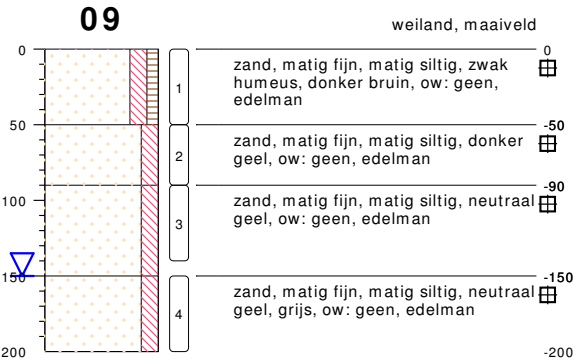 09
weiland, maaiveld
0
0
1
zand, matig fijn, matig siltig, zwak
humeus, donker bruin, ow: geen,
edelman
50
-50
2
zand, matig fijn, matig siltig, donker
geel, ow: geen, edelman
-90
100
3
zand, matig fijn, matig siltig, neutraal
geel, ow: geen, edelman
150
-150
4
zand, matig fijn, matig siltig, neutraal
geel, grijs, ow: geen, edelman
200
-200